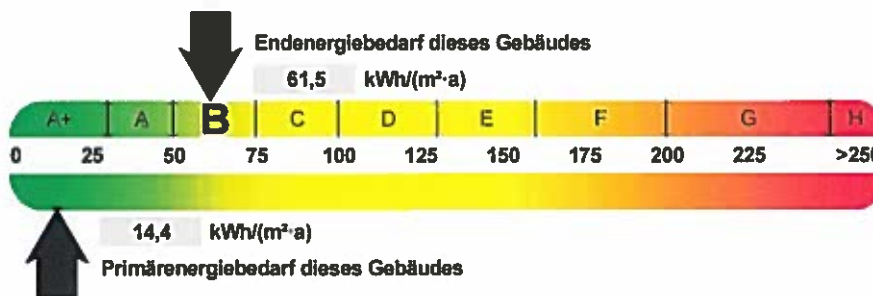 Endenergiebedarf dieses Gebäudes
61,5 kWh/(m²·a)
A+ A B C D E F G H
0 25 50 75 100 125 150 175 200 225 >250
14,4 kWh/(m²·a)
Primärenergiebedarf dieses Gebäudes